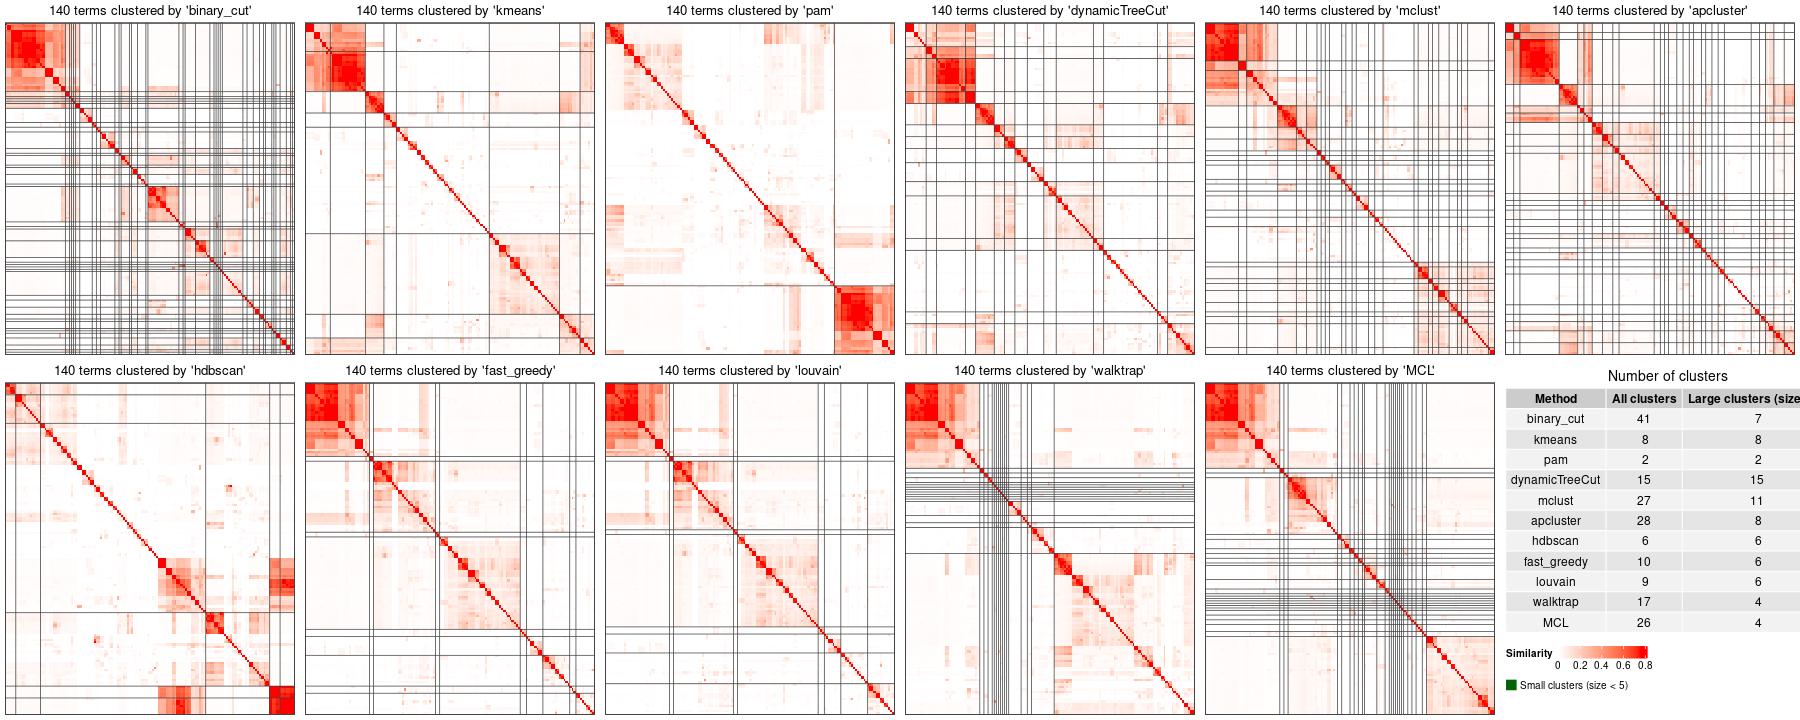 140 terms clustered by 'binary_cut'
140 terms clustered by 'kmeans'
140 terms clustered by 'pam'
140 terms clustered by 'dynamicTreeCut'
140 terms clustered by 'mclust'
140 terms clustered by 'apcluster'
140 terms clustered by 'hdbscan'
140 terms clustered by 'fast_greedy'
140 terms clustered by 'louvain'
140 terms clustered by 'walktrap'
140 terms clustered by 'MCL'
Number of clusters
Method All clusters Large clusters (size
binary_cut 41 7
kmeans 8 8
pam 2 2
dynamicTreeCut 15 15
mclust 27 11
apcluster 28 8
hdbscan 6 6
fast_greedy 10 6
louvain 9 6
walktrap 17 4
MCL 26 4
Similarity
0 0.2 0.4 0.6 0.8
Small clusters (size < 5)